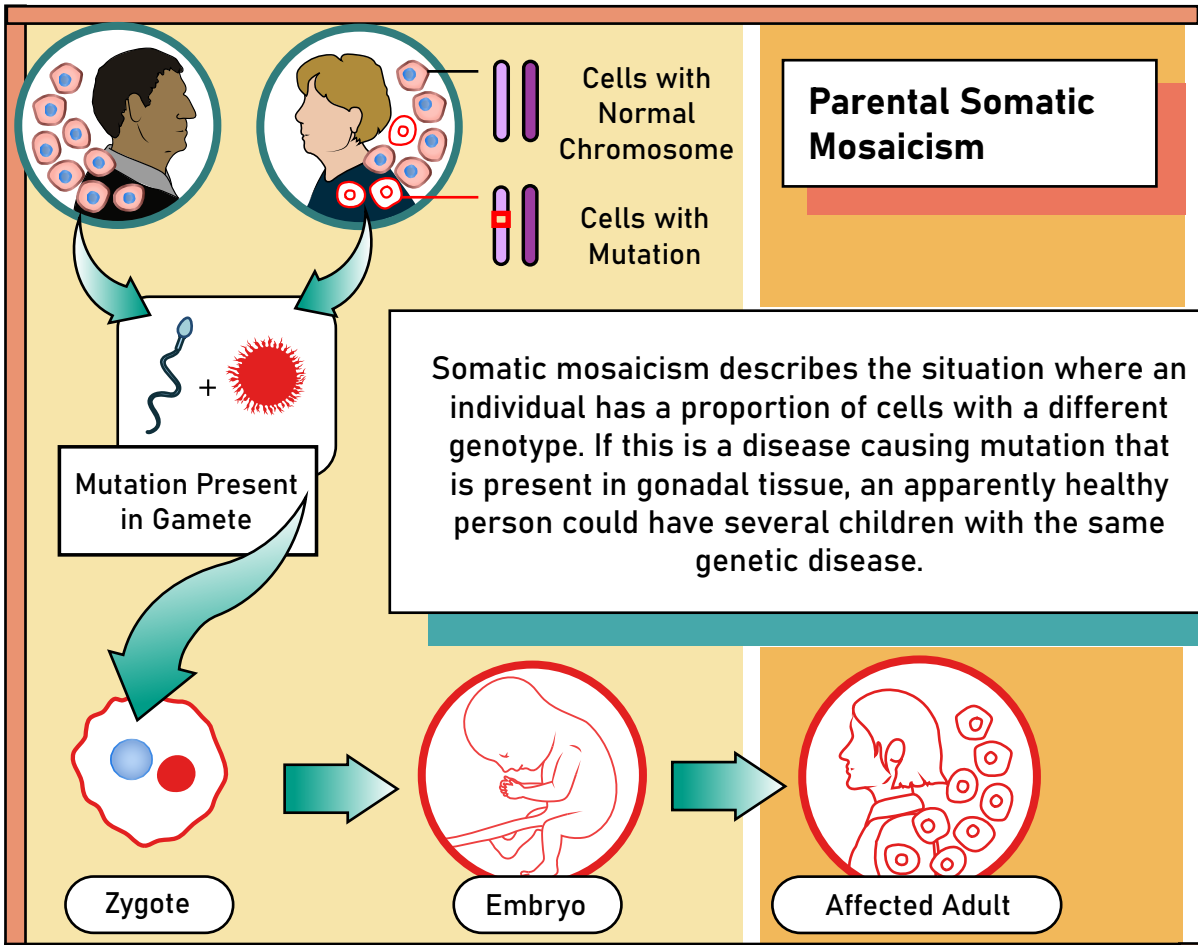 Cells with
Normal
Chromosome
Cells with
Mutation
Parental Somatic
Mosaicism
+
Somatic mosaicism describes the situation where an
individual has a proportion of cells with a different
genotype. If this is a disease causing mutation that
is present in gonadal tissue, an apparently healthy
person could have several children with the same
genetic disease.
Mutation Present
in Gamete
Zygote
Embryo
Affected Adult